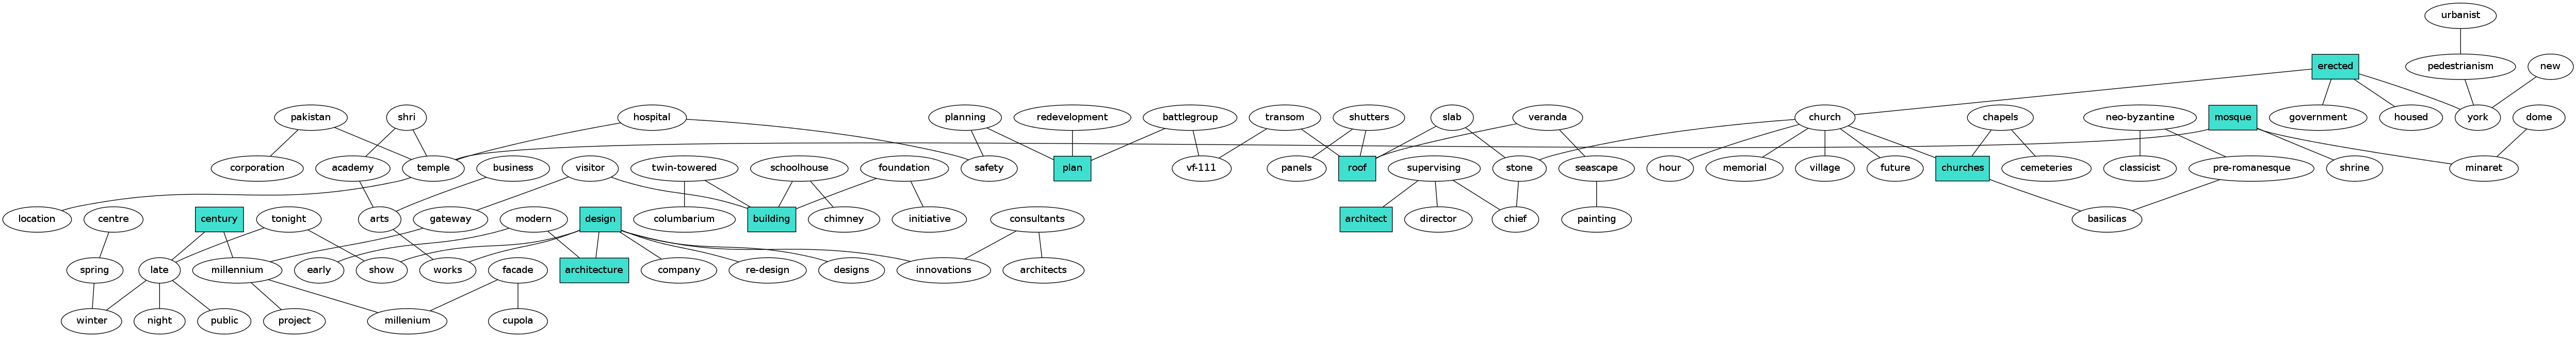 urbanist
erected pedestrianism new
pakistan shri hospital planning redevelopment battlegroup transom shutters slab veranda church chapels neo-byzantine mosque government housed york dome
corporation academy temple business visitor twin-towered schoolhouse foundation safety plan vf-111 panels roof supervising stone seascape hour memorial village future churches cemeteries classicist pre-romanesque shrine minaret
location centre century tonight arts gateway modern design columbarium building chimney initiative consultants architect director chief painting basilicas
spring late millennium early show works architecture company re-design designs innovations architects
winter night public project millenium cupola
facade